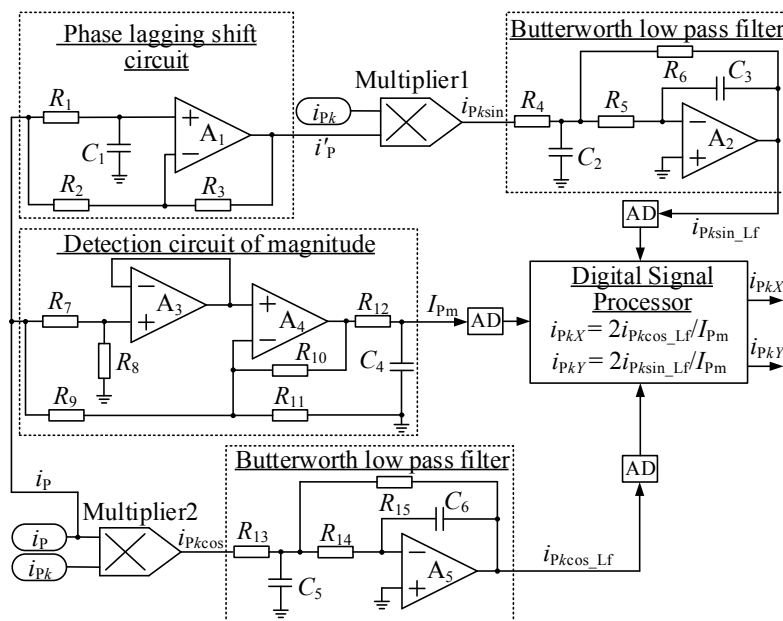 Phase lagging shift
circuit
R1
C1
+
−
A1
R2
R3
iPk
i'P
Multiplier1
iPksin
Butterworth low pass filter
R4
R5
R6
C2
C3
−
+
A2
AD
iPksin_Lf
Detection circuit of magnitude
R7
R8
−
+
A3
+
−
A4
R12
R10
R9
R11
C4
IPm
AD
Digital Signal
Processor
iPkX = 2iPkcos_Lf/IPm
iPkY = 2iPksin_Lf/IPm
iPkX
iPkY
AD
iP
iP
iPk
Multiplier2
iPkcos
Butterworth low pass filter
R13
R14
R15
C5
C6
−
+
A5
iPkcos_Lf